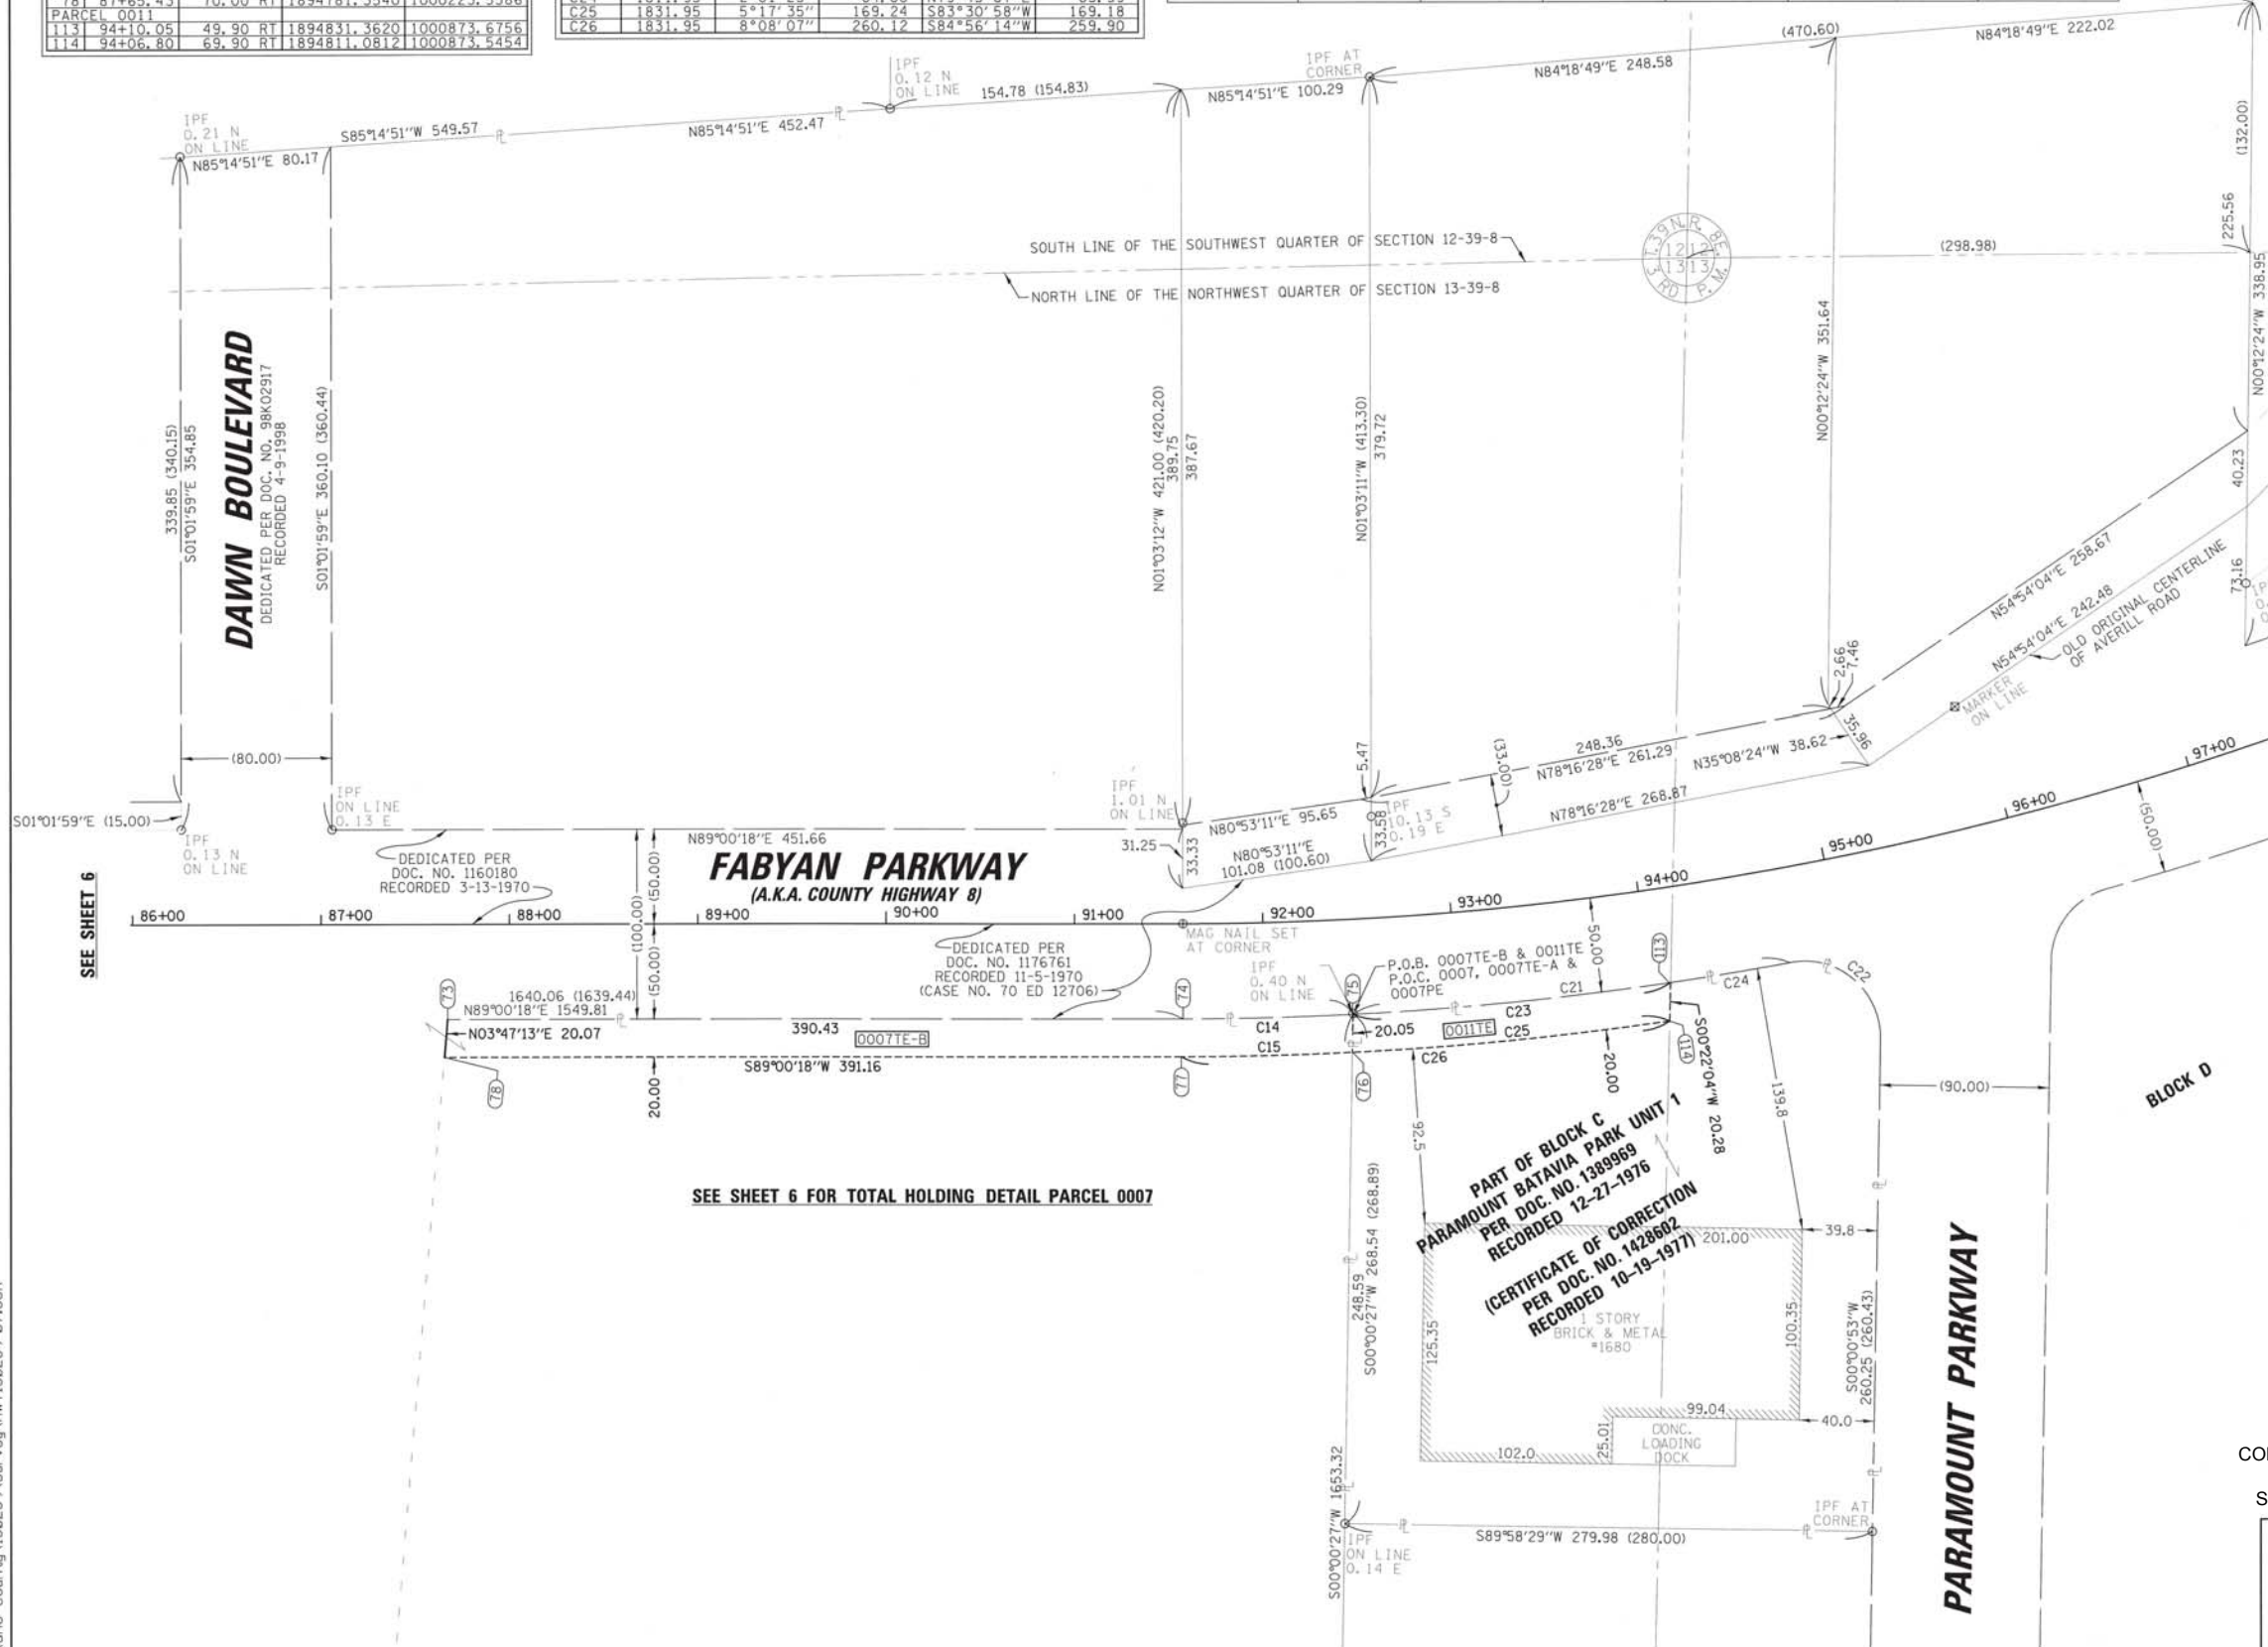 78 87+65.43 70.00 RT 1894781.3540
PARCEL 0011
113 94+10.05 49.90 RT 1894831.3620 1000873.6756
114 94+06.80 69.90 RT 1894811.0812 1000873.5454
C25 1831.95 5°17'35" 169.24 S83°30'58"W 169.18
C26 1831.95 8°08'07" 260.12 S84°56'14"W 259.90
(470.60)
N84°18'49"E 222.02
N84°18'49"E 248.58
IPF AT
CORNER
IPF
0.12 N
ON LINE
154.78 (154.83)
N85°14'51"E 100.29
IPF
0.21 N
ON LINE
S85°14'51"W 549.57
N85°14'51"E 452.47
N85°14'51"E 80.17
(132.00)
225.56
N00°12'24"W 338.95
SOUTH LINE OF THE SOUTHWEST QUARTER OF SECTION 12-39-8
T.39N.R. 8E.
12 12
13 13
3 RD P.M.
(298.98)
NORTH LINE OF THE NORTHWEST QUARTER OF SECTION 13-39-8
339.85 (340.15)
S01°01'59"E 354.85
DAWN BOULEVARD
DEDICATED PER DOC. NO. 98K02917
RECORDED 4-9-1998
S01°01'59"E 360.10 (360.44)
N01°03'12"W 421.00 (420.20)
389.75
387.67
N01°03'11"W (413.30)
379.72
N00°12'24"W 351.64
40.23
73.16
N54°54'04"E 258.67
N54°54'04"E 242.48
OLD ORIGINAL CENTERLINE
OF AVERILL ROAD
MARKER
ON LINE
2.66
7.46
35.96
(80.00)
S01°01'59"E (15.00)
IPF
0.13 N
ON LINE
IPF
ON LINE
0.13 E
IPF
1.01 N
ON LINE
5.47
(33.00)
248.36
N78°16'28"E 261.29
N35°08'24"W 38.62
N78°16'28"E 268.87
IPF
10.13 S
0.19 E
33.58
N80°53'11"E 95.65
N80°53'11"E
101.08 (100.60)
31.25
33.33
DEDICATED PER
DOC. NO. 1160180
RECORDED 3-13-1970
N89°00'18"E 451.66
FABYAN PARKWAY
(A.K.A. COUNTY HIGHWAY 8)
(100.00)
(50.00)
(50.00)
SEE SHEET 6
86+00
87+00
88+00
89+00
90+00
91+00
92+00
93+00
94+00
95+00
96+00
97+00
(50.00)
MAG NAIL SET
AT CORNER
DEDICATED PER
DOC. NO. 1176761
RECORDED 11-5-1970
(CASE NO. 70 ED 12706)
IPF
0.40 N
ON LINE
P.O.B. 0007TE-B & 0011TE
P.O.C. 0007, 0007TE-A &
0007PE
50.00
73
74
75
113
1640.06 (1639.44)
N89°00'18"E 1549.81
C14
C15
C21
C22
C23
C24
C25
C26
N03°47'13"E 20.07
390.43
0007TE-B
20.05
0011TE
S89°00'18"W 391.16
20.00
78
77
76
114
20.00
S00°22'04"W 20.28
139.8
(90.00)
BLOCK D
92.5
PART OF BLOCK C
PARAMOUNT BATAVIA PARK UNIT 1
PER DOC. NO. 1389969
RECORDED 12-27-1976
(CERTIFICATE OF CORRECTION
PER DOC. NO. 1428602
RECORDED 10-19-1977)
SEE SHEET 6 FOR TOTAL HOLDING DETAIL PARCEL 0007
248.59
S00°00'27"W 268.54 (268.89)
201.00
39.8
125.35
1 STORY
BRICK & METAL
#1680
100.35
S00°00'53"W
260.25 (260.43)
99.04
40.0
25.01
102.0
CONC.
LOADING
DOCK
PARAMOUNT PARKWAY
S00°00'27"W 1653.32
IPF
ON LINE
0.14 E
S89°58'29"W 279.98 (280.00)
IPF AT
CORNER